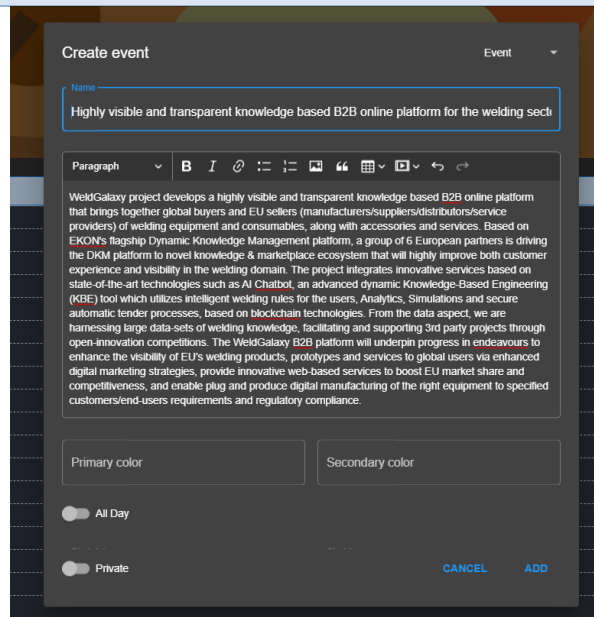 Create event
Event
Name
Highly visible and transparent knowledge based B2B online platform for the welding secto
Paragraph
B I
WeldGalaxy project develops a highly visible and transparent knowledge based B2B online platform
that brings together global buyers and EU sellers (manufacturers/suppliers/distributors/service
providers) of welding equipment and consumables, along with accessories and services. Based on
EKON's flagship Dynamic Knowledge Management platform, a group of 6 European partners is driving
the DKM platform to novel knowledge & marketplace ecosystem that will highly improve both customer
experience and visibility in the welding domain. The project integrates innovative services based on
state-of-the-art technologies such as AI Chatbot, an advanced dynamic Knowledge-Based Engineering
(KBE) tool which utilizes intelligent welding rules for the users, Analytics, Simulations and secure
automatic tender processes, based on blockchain technologies. From the data aspect, we are
harnessing large data-sets of welding knowledge, facilitating and supporting 3rd party projects through
open-innovation competitions. The WeldGalaxy B2B platform will underpin progress in endeavours to
enhance the visibility of EU's welding products, prototypes and services to global users via enhanced
digital marketing strategies, provide innovative web-based services to boost EU market share and
competitiveness, and enable plug and produce digital manufacturing of the right equipment to specified
customers/end-users requirements and regulatory compliance.
Primary color
Secondary color
All Day
Private
CANCEL
ADD